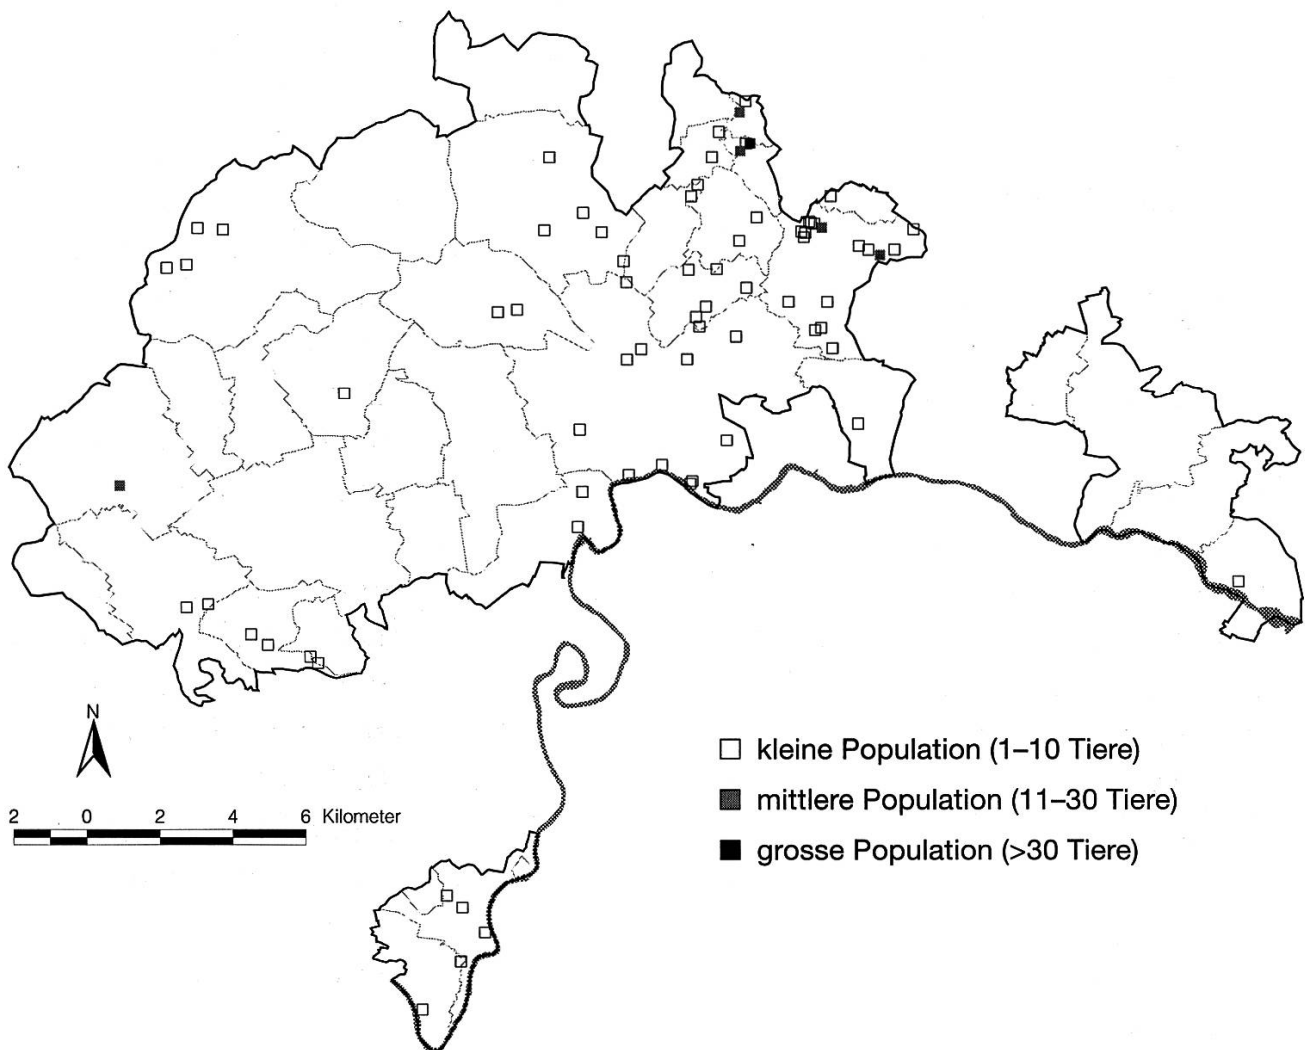 N
2 0 2 4 6 Kilometer
kleine Population (1–10 Tiere)
mittlere Population (11–30 Tiere)
grosse Population (>30 Tiere)